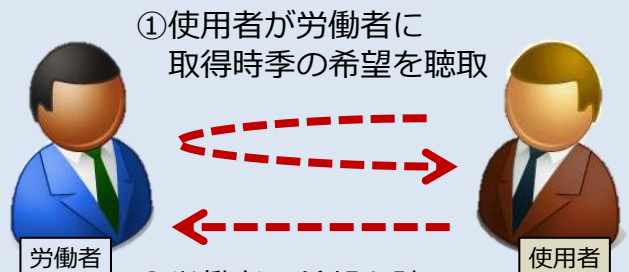 ①使用者が労働者に
取得時季の希望を聴取
労働者
使用者